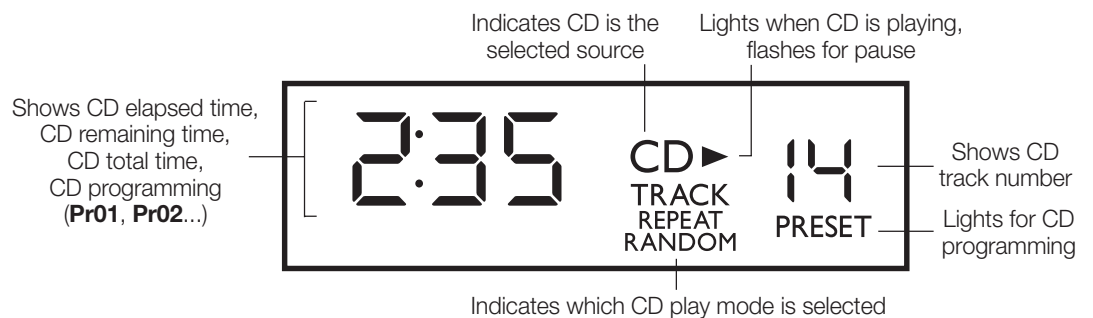 Indicates CD is the
selected source
Lights when CD is playing,
flashes for pause
Shows CD elapsed time,
CD remaining time,
CD total time,
CD programming
(Pr01, Pr02...)
2:35
CD ►
TRACK
REPEAT
RANDOM
14
PRESET
Shows CD
track number
Lights for CD
programming
Indicates which CD play mode is selected